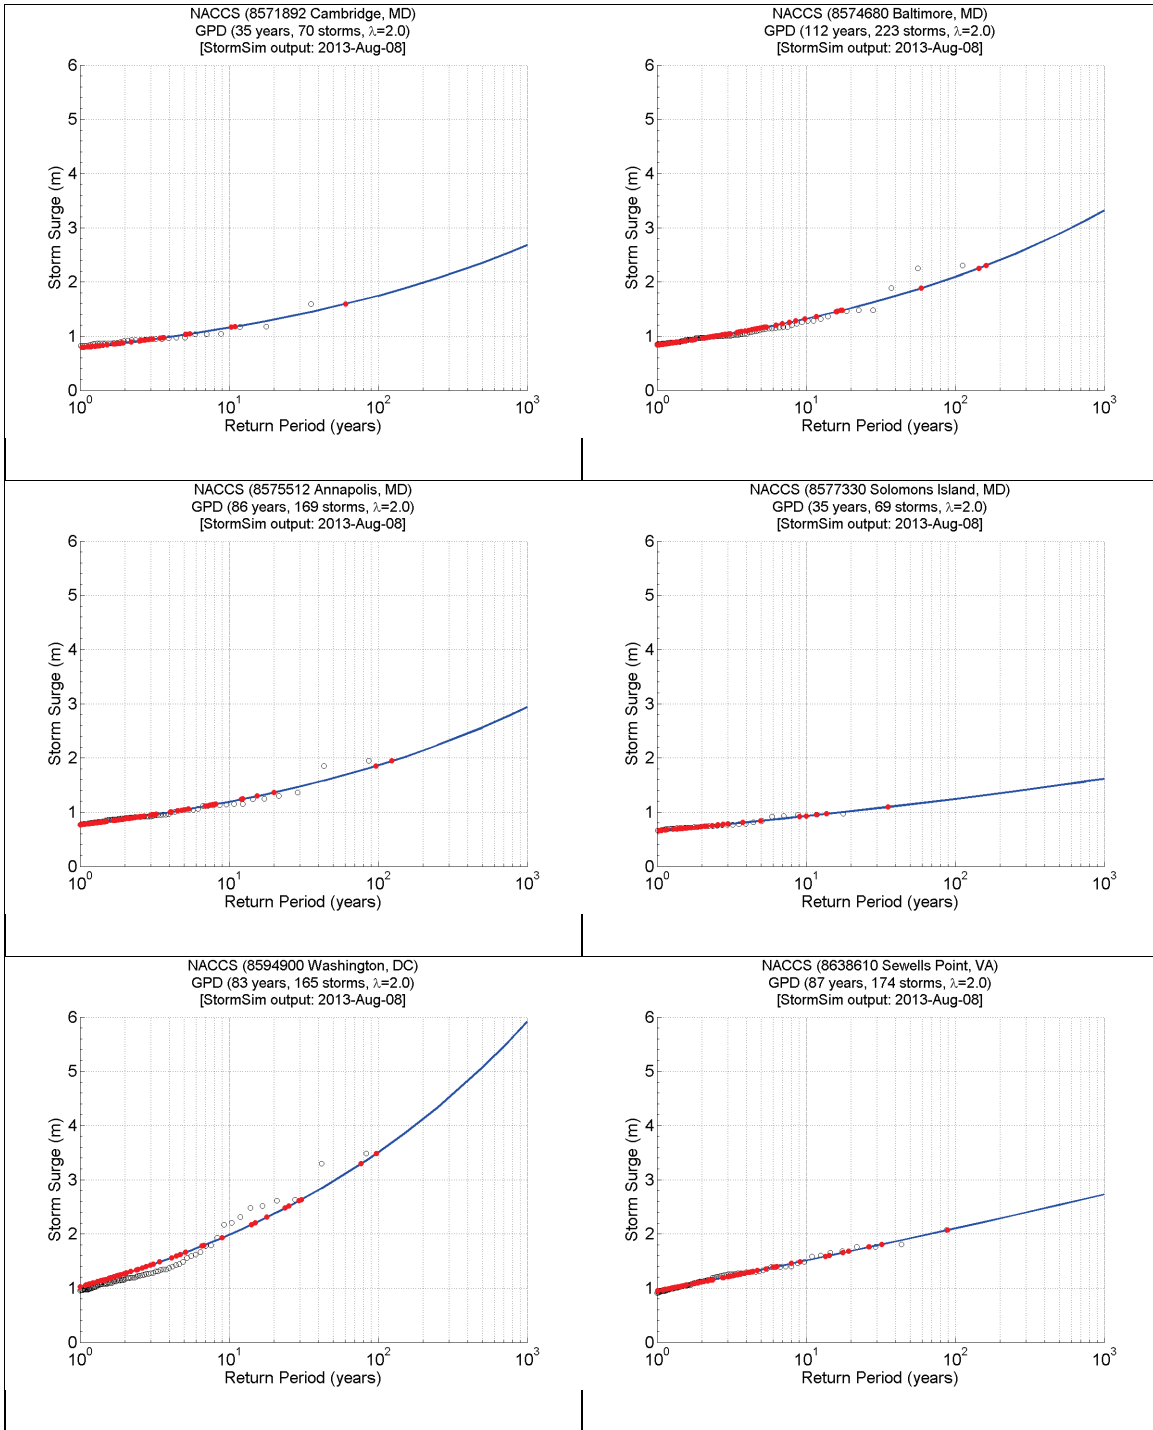 NACCS (8571892 Cambridge, MD)
GPD (35 years, 70 storms, λ=2.0)
[StormSim output: 2013-Aug-08]
6
5
4
3
2
1
0
Storm Surge (m)
10^0 10^1 10^2 10^3
Return Period (years)
NACCS (8574680 Baltimore, MD)
GPD (112 years, 223 storms, λ=2.0)
[StormSim output: 2013-Aug-08]
6
5
4
3
2
1
0
Storm Surge (m)
10^0 10^1 10^2 10^3
Return Period (years)
NACCS (8575512 Annapolis, MD)
GPD (86 years, 169 storms, λ=2.0)
[StormSim output: 2013-Aug-08]
6
5
4
3
2
1
0
Storm Surge (m)
10^0 10^1 10^2 10^3
Return Period (years)
NACCS (8577330 Solomons Island, MD)
GPD (35 years, 69 storms, λ=2.0)
[StormSim output: 2013-Aug-08]
6
5
4
3
2
1
0
Storm Surge (m)
10^0 10^1 10^2 10^3
Return Period (years)
NACCS (8594900 Washington, DC)
GPD (83 years, 165 storms, λ=2.0)
[StormSim output: 2013-Aug-08]
6
5
4
3
2
1
0
Storm Surge (m)
10^0 10^1 10^2 10^3
Return Period (years)
NACCS (8638610 Sewells Point, VA)
GPD (87 years, 174 storms, λ=2.0)
[StormSim output: 2013-Aug-08]
6
5
4
3
2
1
0
Storm Surge (m)
10^0 10^1 10^2 10^3
Return Period (years)